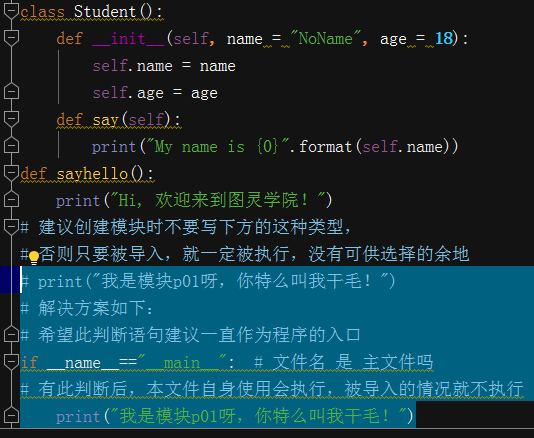 class Student():
    def __init__(self, name = "NoName", age = 18):
        self.name = name
        self.age = age
    def say(self):
        print("My name is {0}".format(self.name))
def sayhello():
    print("Hi, 欢迎来到图灵学院！")
# 建议创建模块时不要写下方的这种类型，
# 否则只要被导入，就一定被执行，没有可供选择的余地
# print("我是模块p01呀，你特么叫我干毛！")
# 解决方案如下：
# 希望此判断语句建议一直作为程序的入口
if __name__=="__main__":  # 文件名 是 主文件吗
# 有此判断后，本文件自身使用会执行，被导入的情况就不执行
    print("我是模块p01呀，你特么叫我干毛！")